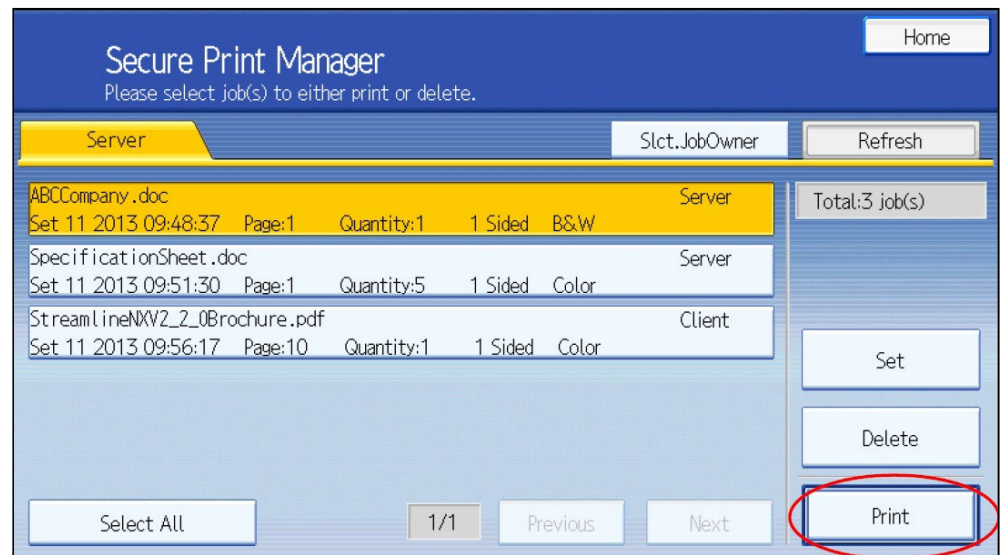 Home
Secure Print Manager
Please select job(s) to either print or delete.
Server
Slct.JobOwner
Refresh
ABCCompany.doc Server
Set 11 2013 09:48:37 Page:1 Quantity:1 1 Sided B&W
Total:3 job(s)
SpecificationSheet.doc Server
Set 11 2013 09:51:30 Page:1 Quantity:5 1 Sided Color
StreamlineNXV2_2_0Brochure.pdf Client
Set 11 2013 09:56:17 Page:10 Quantity:1 1 Sided Color
Set
Delete
Select All
1/1
Previous
Next
Print